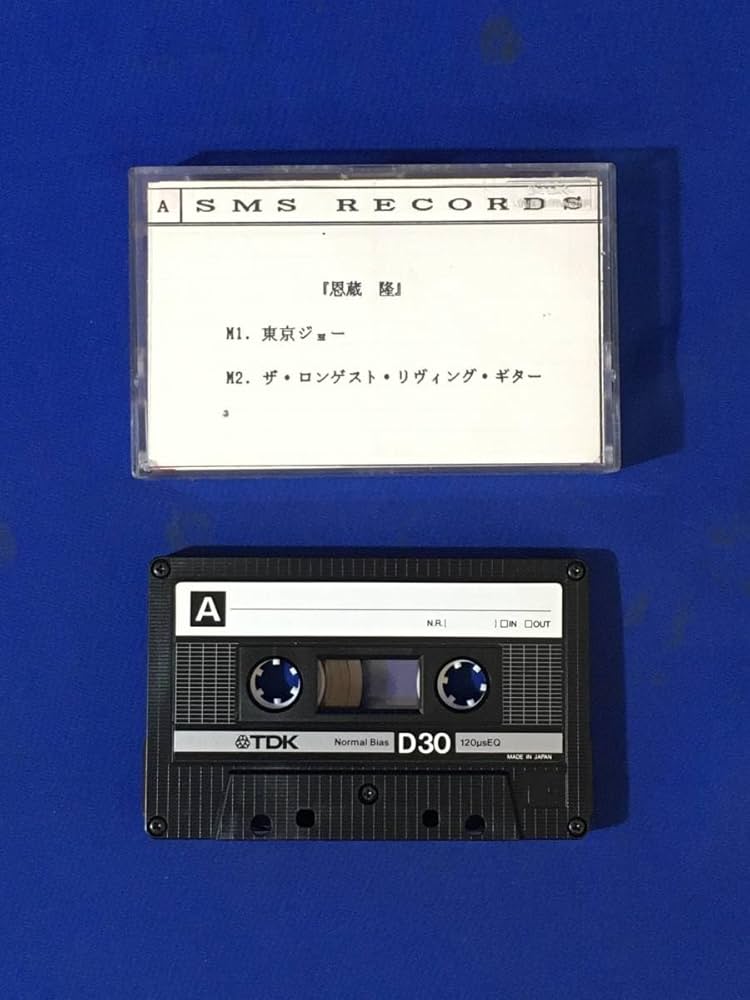 A SMS RECORDS
『恩蔵 隆』
M1. 東京ジョー
M2. ザ・ロンゲスト・リヴィング・ギター
3
A
N.R.[ ] □IN □OUT
TDK Normal Bias D30 120μsEQ
MADE IN JAPAN